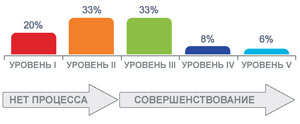 20% 33% 33% 8% 6%
УРОВЕНЬ I УРОВЕНЬ II УРОВЕНЬ III УРОВЕНЬ IV УРОВЕНЬ V
НЕТ ПРОЦЕССА СОВЕРШЕНСТВОВАНИЕ